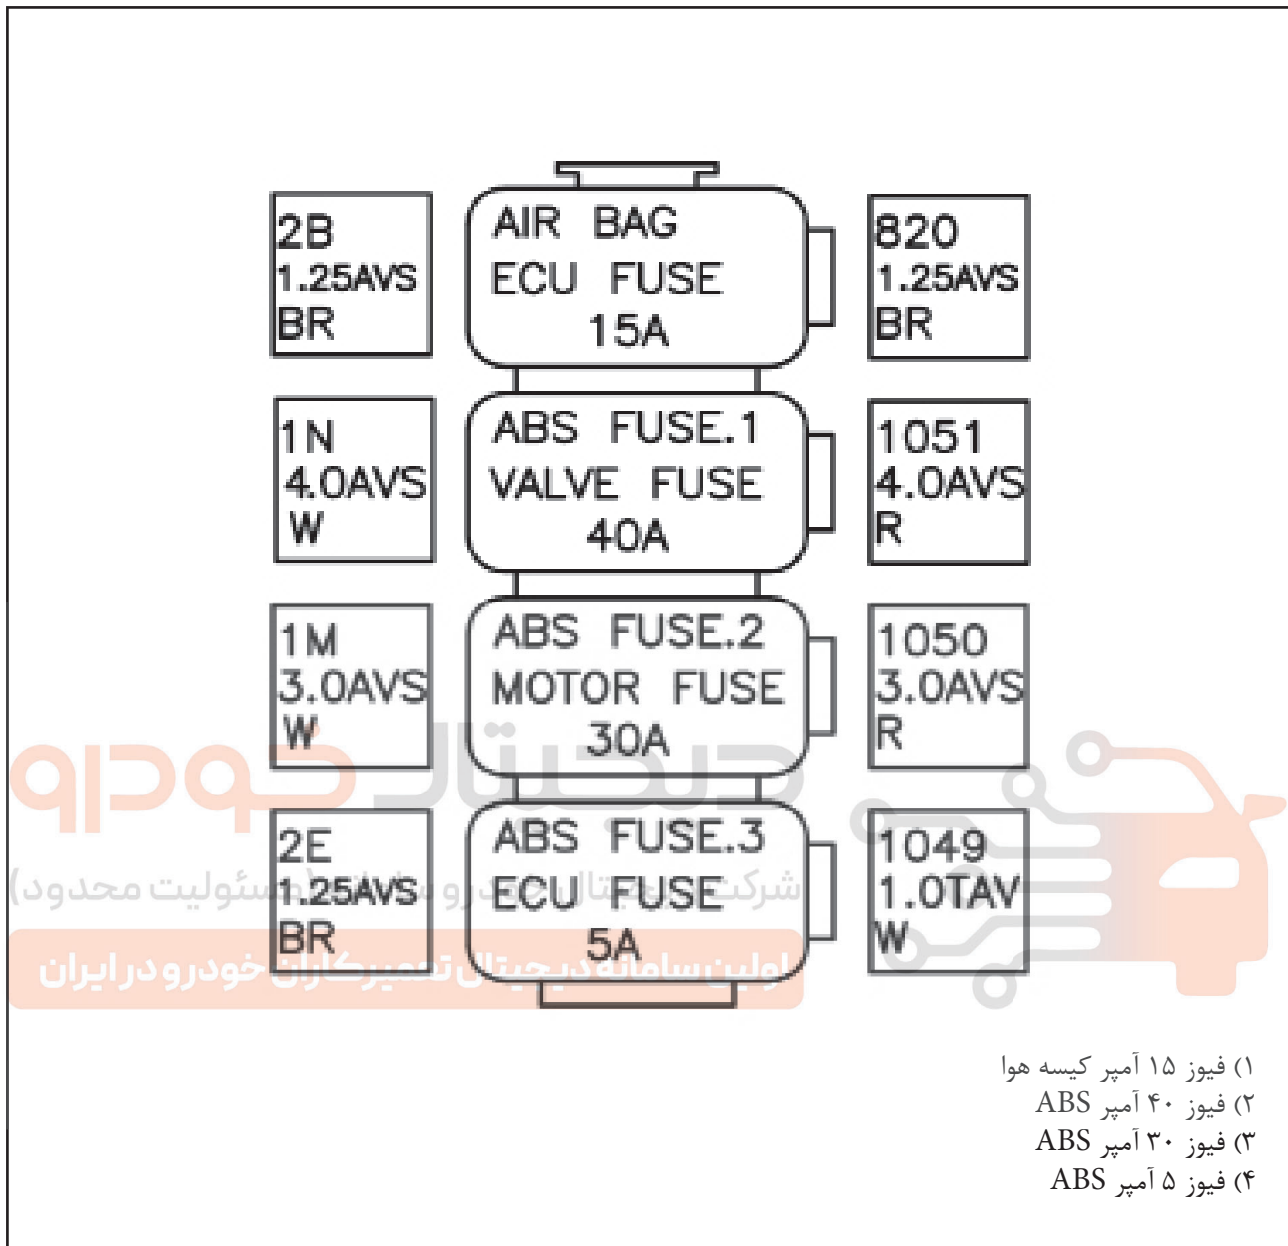 2B
1.25AVS
BR
AIR BAG
ECU FUSE
15A
820
1.25AVS
BR
1N
4.0AVS
W
ABS FUSE.1
VALVE FUSE
40A
1051
4.0AVS
R
1M
3.0AVS
W
ABS FUSE.2
MOTOR FUSE
30A
1050
3.0AVS
R
دیجیتال خودرو
2E
1.25AVS
BR
ABS FUSE.3
ECU FUSE
5A
1049
1.0TAV
W
شرکت دیجیتال خودرو سامانه (مسئولیت محدود)
اولین سامانه دیجیتال تعمیرکاران خودرو در ایران
۱) فیوز ۱۵ آمپر کیسه هوا
۲) فیوز ۴۰ آمپر ABS
۳) فیوز ۳۰ آمپر ABS
۴) فیوز ۵ آمپر ABS